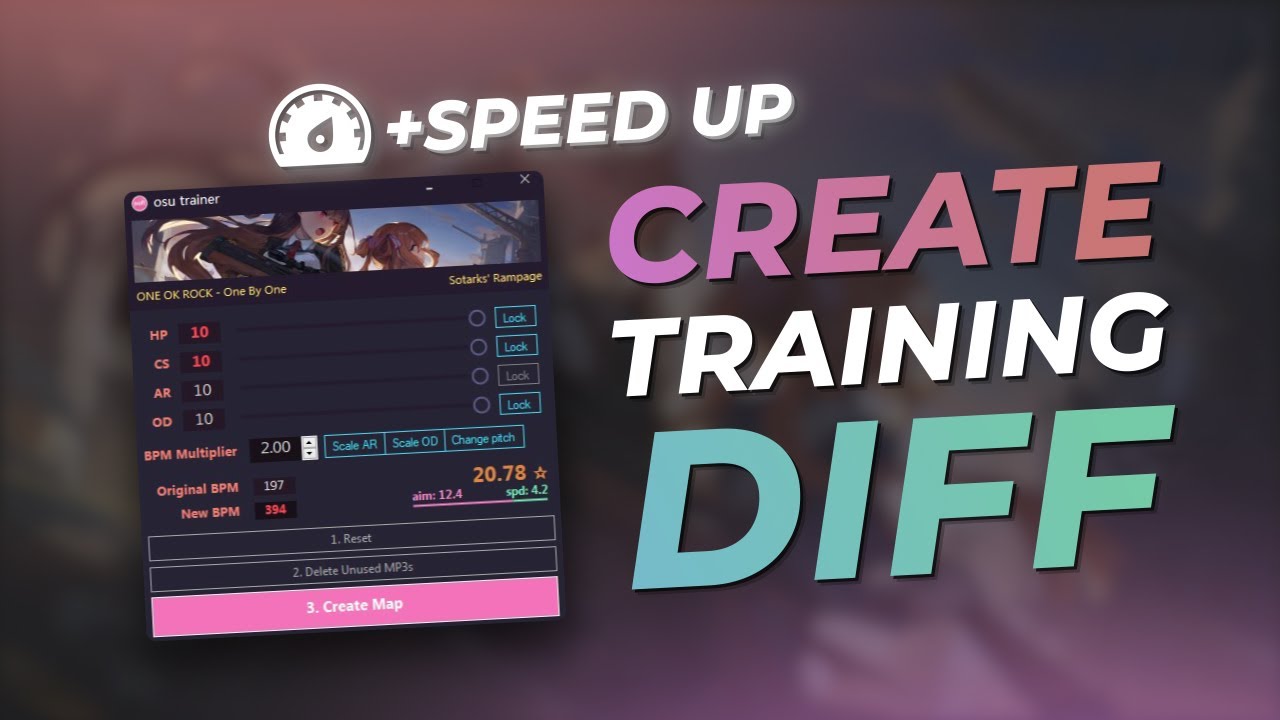 +SPEED UP
CREATE
TRAINING
DIFF
osu trainer
ONE OK ROCK - One By One
Sotarks' Rampage
HP 10 Lock
CS 10 Lock
AR 10 Lock
OD 10 Lock
BPM Multiplier 2.00 Scale AR Scale OD Change pitch
20.78 ☆
Original BPM 197 aim: 12.4 spd: 4.2
New BPM 394
1. Reset
2. Delete Unused MP3s
3. Create Map